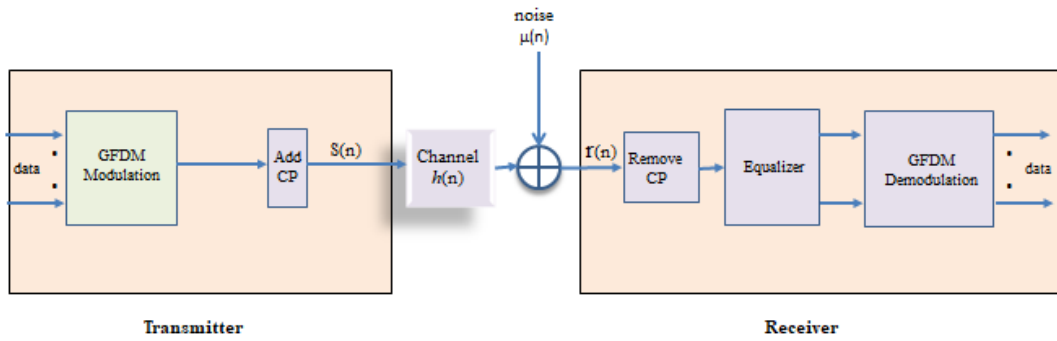 noise
μ(n)
data
GFDM
Modulation
Add
CP
S(n)
Channel
h(n)
r(n)
Remove
CP
Equalizer
GFDM
Demodulation
data
Transmitter
Receiver